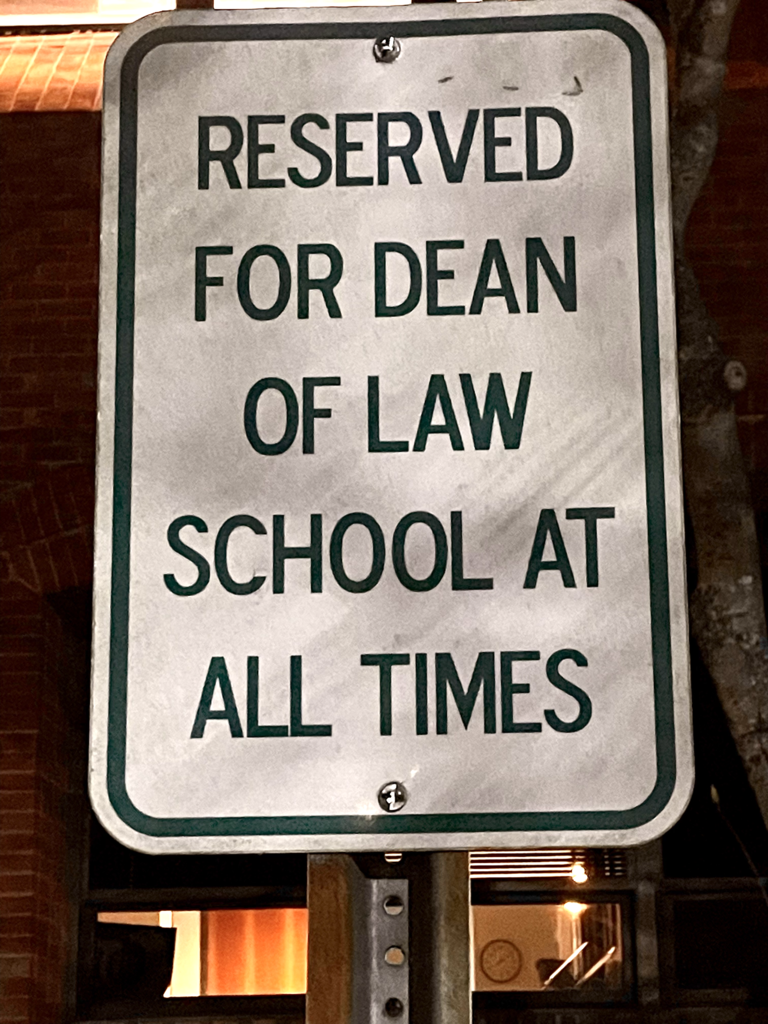 RESERVED
FOR DEAN
OF LAW
SCHOOL AT
ALL TIMES